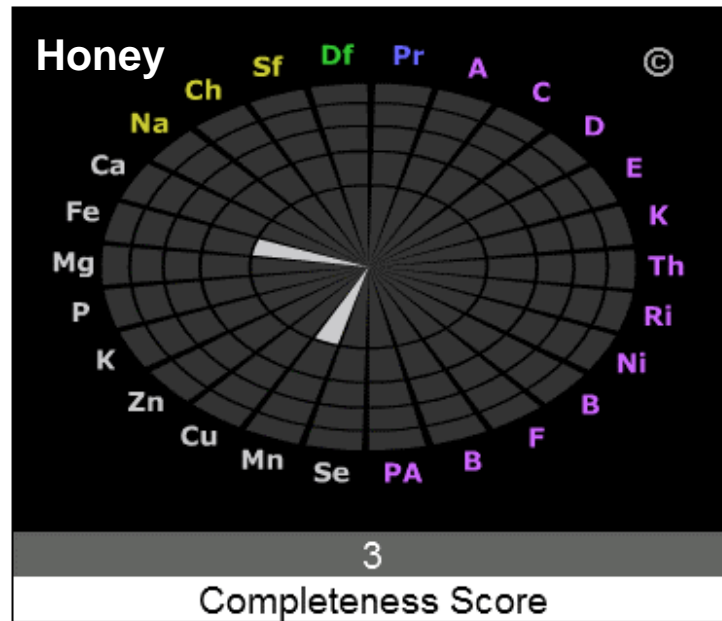 Honey
©
Df
Pr
A
C
D
E
K
Th
Ri
Ni
B
F
B
PA
Se
Mn
Cu
Zn
K
P
Mg
Fe
Ca
Na
Ch
Sf
3
Completeness Score